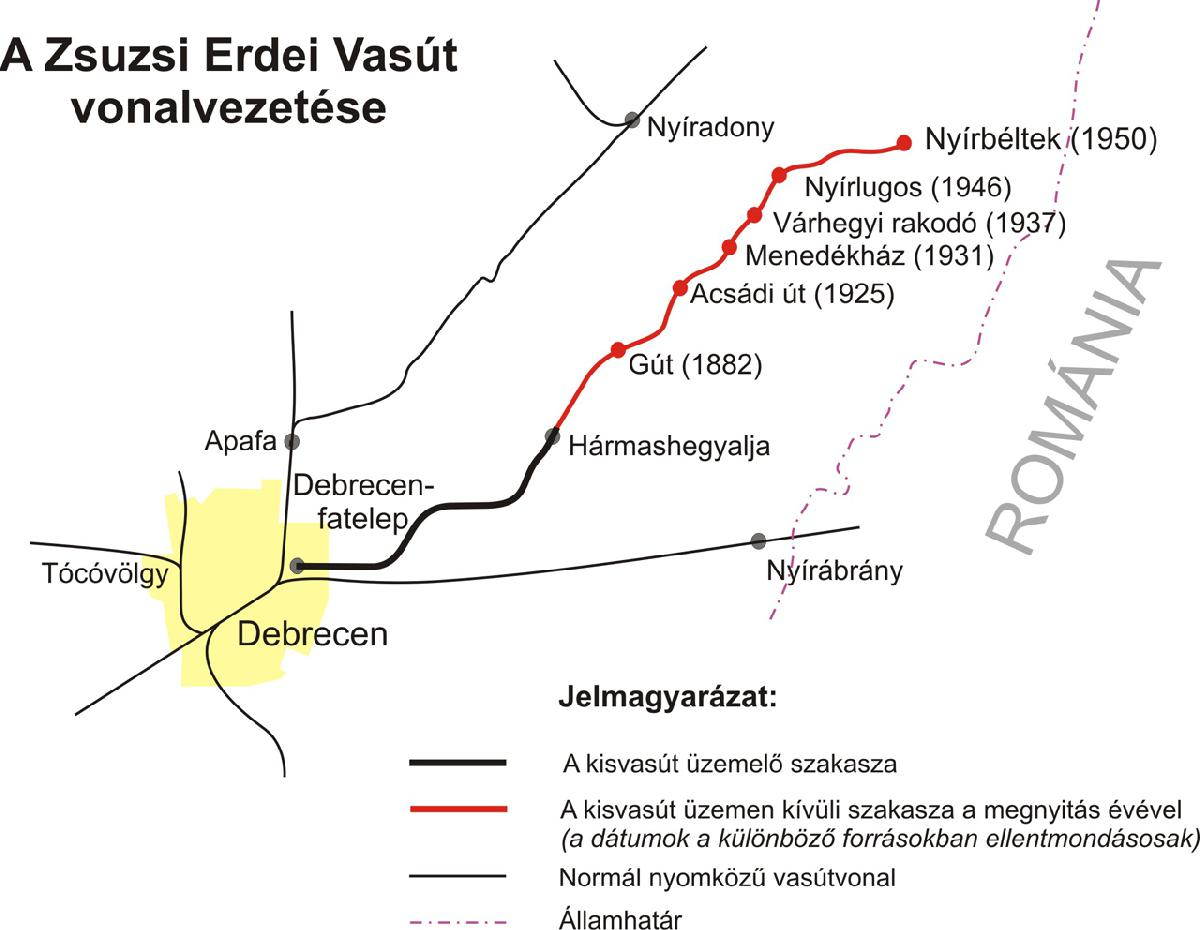 A Zsuzsi Erdei Vasút
vonalvezetése
Nyíradony
Nyírbéltek (1950)
Nyírlugos (1946)
Várhegyi rakodó (1937)
Menedékház (1931)
Acsádi út (1925)
Gút (1882)
ROMÁNIA
Apafa
Hármashegyalja
Debrecen-
fatelep
Tócóvölgy
Nyírábrány
Debrecen
Jelmagyarázat:
A kisvasút üzemelő szakasza
A kisvasút üzemen kívüli szakasza a megnyitás évével
(a dátumok a különböző forrásokban ellentmondásosak)
Normál nyomközű vasútvonal
Államhatár